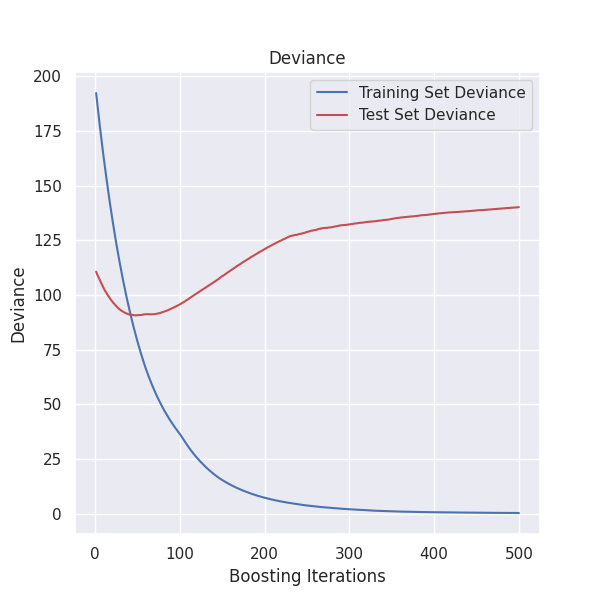 Deviance
200
175
150
125
100
75
50
25
0
Deviance
Training Set Deviance
Test Set Deviance
0 100 200 300 400 500
Boosting Iterations